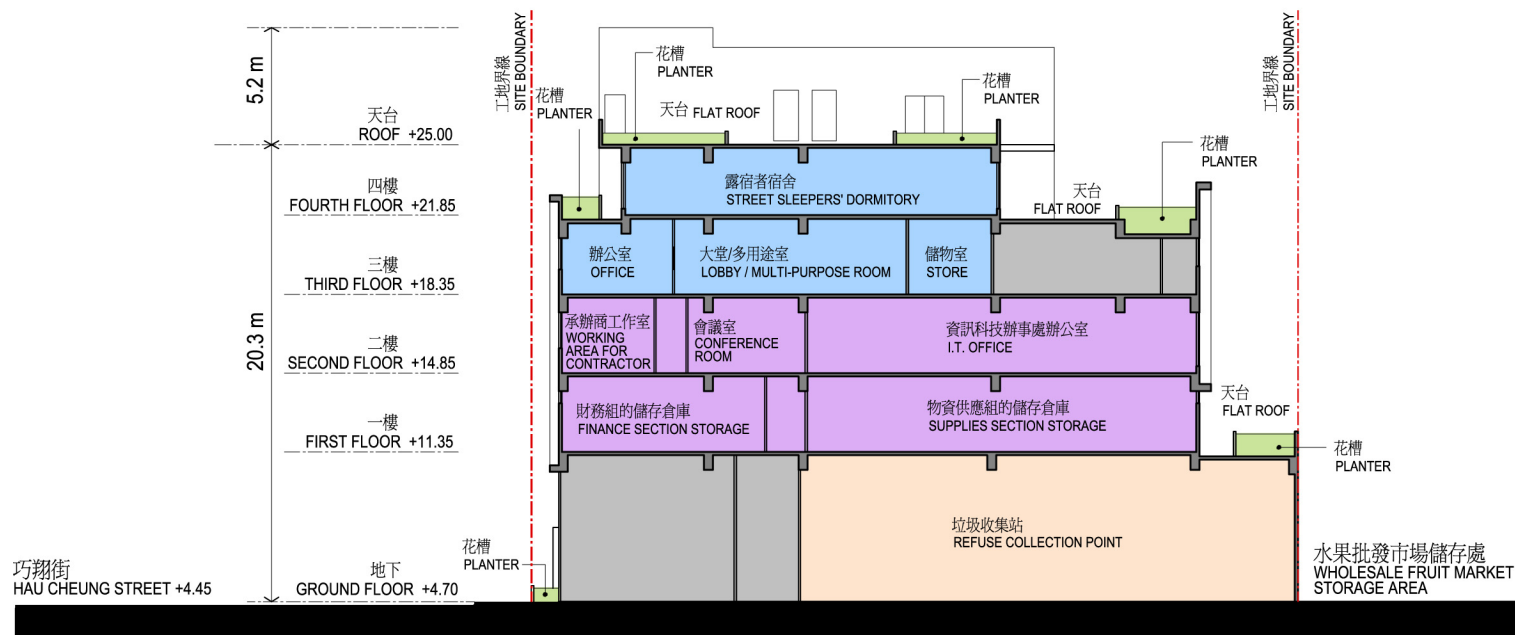 5.2 m
20.3 m
天台
ROOF +25.00
四樓
FOURTH FLOOR +21.85
三樓
THIRD FLOOR +18.35
二樓
SECOND FLOOR +14.85
一樓
FIRST FLOOR +11.35
地下
GROUND FLOOR +4.70
巧翔街
HAU CHEUNG STREET +4.45
工地界線
SITE BOUNDARY
花槽
PLANTER
花槽
PLANTER
天台 FLAT ROOF
花槽
PLANTER
工地界線
SITE BOUNDARY
花槽
PLANTER
天台
FLAT ROOF
露宿者宿舍
STREET SLEEPERS' DORMITORY
辦公室
OFFICE
大堂/多用途室
LOBBY / MULTI-PURPOSE ROOM
儲物室
STORE
承辦商工作室
WORKING
AREA FOR
CONTRACTOR
會議室
CONFERENCE
ROOM
資訊科技辦事處辦公室
I.T. OFFICE
財務組的儲存倉庫
FINANCE SECTION STORAGE
物資供應組的儲存倉庫
SUPPLIES SECTION STORAGE
天台
FLAT ROOF
花槽
PLANTER
垃圾收集站
REFUSE COLLECTION POINT
花槽
PLANTER
水果批發市場儲存處
WHOLESALE FRUIT MARKET
STORAGE AREA